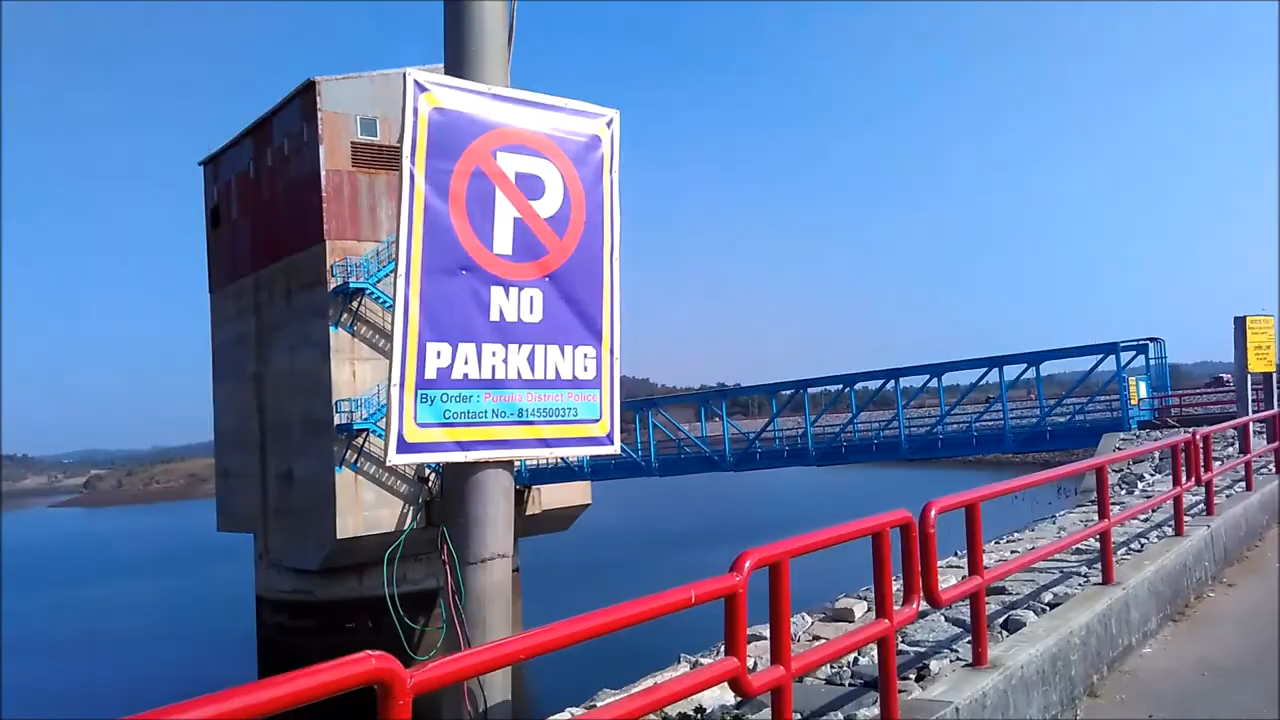 P
NO
PARKING
By Order : Purulia District Police
Contact No.- 8145500373